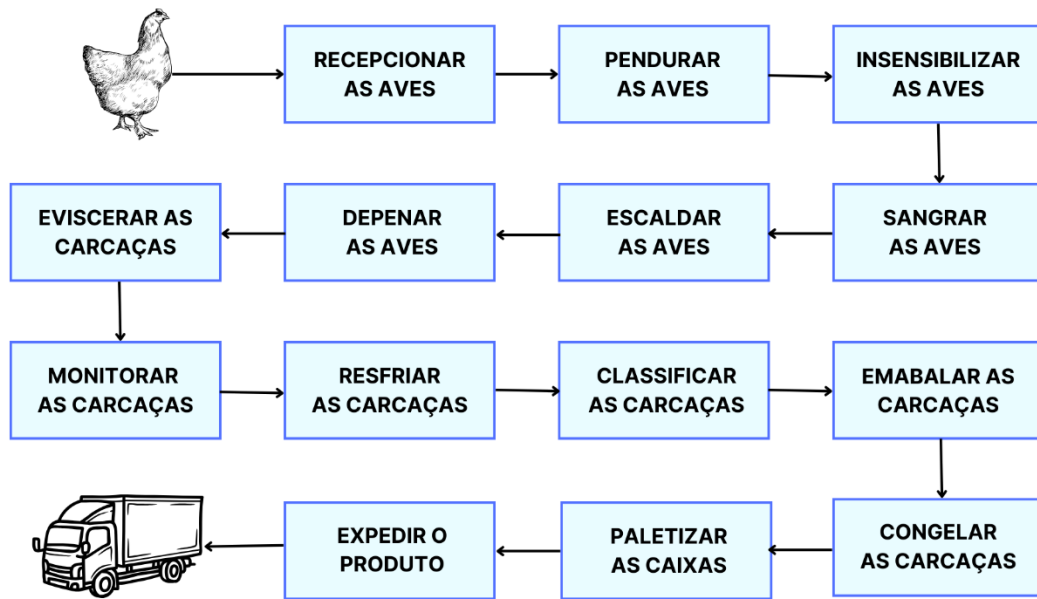 RECEPCIONAR
AS AVES
PENDURAR
AS AVES
INSENSIBILIZAR
AS AVES
SANGRAR
AS AVES
ESCALDAR
AS AVES
DEPENAR
AS AVES
EVISCERAR AS
CARCAÇAS
MONITORAR
AS CARCAÇAS
RESFRIAR
AS CARCAÇAS
CLASSIFICAR
AS CARCAÇAS
EMABALAR AS
CARCAÇAS
CONGELAR
AS CARCAÇAS
PALETIZAR
AS CAIXAS
EXPEDIR O
PRODUTO